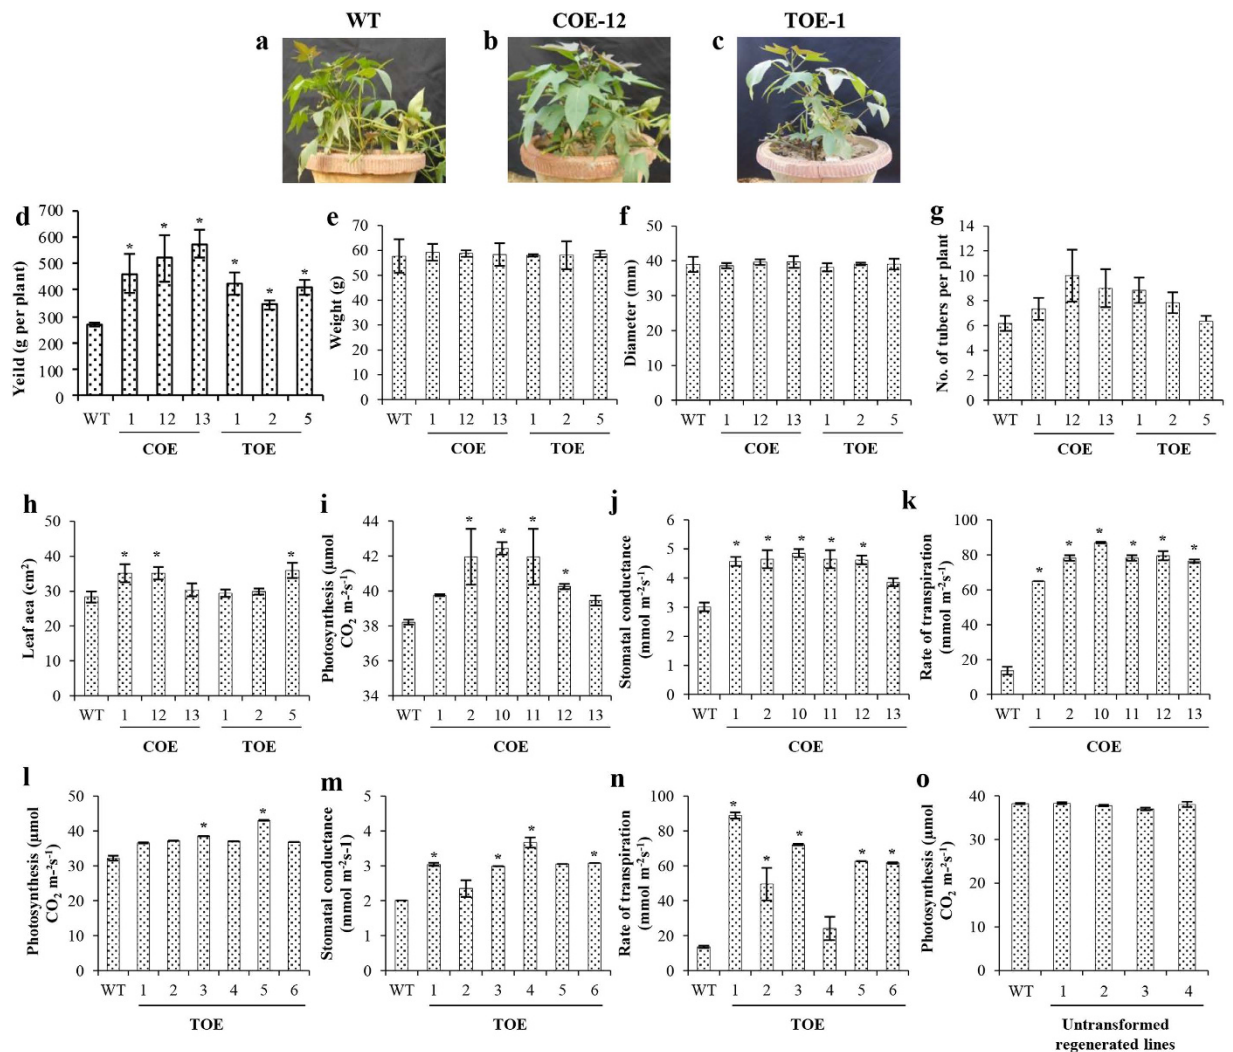 WT COE-12 TOE-1
a b c
d
Yeild (g per plant)
700
600
500
400
300
200
100
0
* * * * * *
WT 1 12 13 1 2 5
COE TOE
e
Weight (g)
70
60
50
40
30
20
10
0
WT 1 12 13 1 2 5
COE TOE
f
Diameter (mm)
50
40
30
20
10
0
WT 1 12 13 1 2 5
COE TOE
g
No. of tubers per plant
14
12
10
8
6
4
2
0
WT 1 12 13 1 2 5
COE TOE
h
Leaf aea (cm²)
50
40
30
20
10
0
* * *
WT 1 12 13 1 2 5
COE TOE
i
Photosynthesis (µmol
CO₂ m-²s⁻¹)
44
42
40
38
36
34
* * * *
WT 1 2 10 11 12 13
COE
j
Stomatal conductance
(mmol m⁻²s⁻¹)
6
5
4
3
2
1
0
* * * * *
WT 1 2 10 11 12 13
COE
k
Rate of transpiration
(mmol m⁻²s⁻¹)
100
80
60
40
20
0
* * * * * *
WT 1 2 10 11 12 13
COE
l
Photosynthesis (µmol
CO₂ m⁻²s⁻¹)
50
40
30
20
10
0
* *
WT 1 2 3 4 5 6
TOE
m
Stomatal conductance
(mmol m⁻²s-1)
5
4
3
2
1
0
* * * *
WT 1 2 3 4 5 6
TOE
n
Rate of transpiration
(mmol m⁻²s⁻¹)
100
80
60
40
20
0
* * * * *
WT 1 2 3 4 5 6
TOE
o
Photosynthesis (µmol
CO₂ m⁻²s⁻¹)
40
30
20
10
0
WT 1 2 3 4
Untransformed
regenerated lines